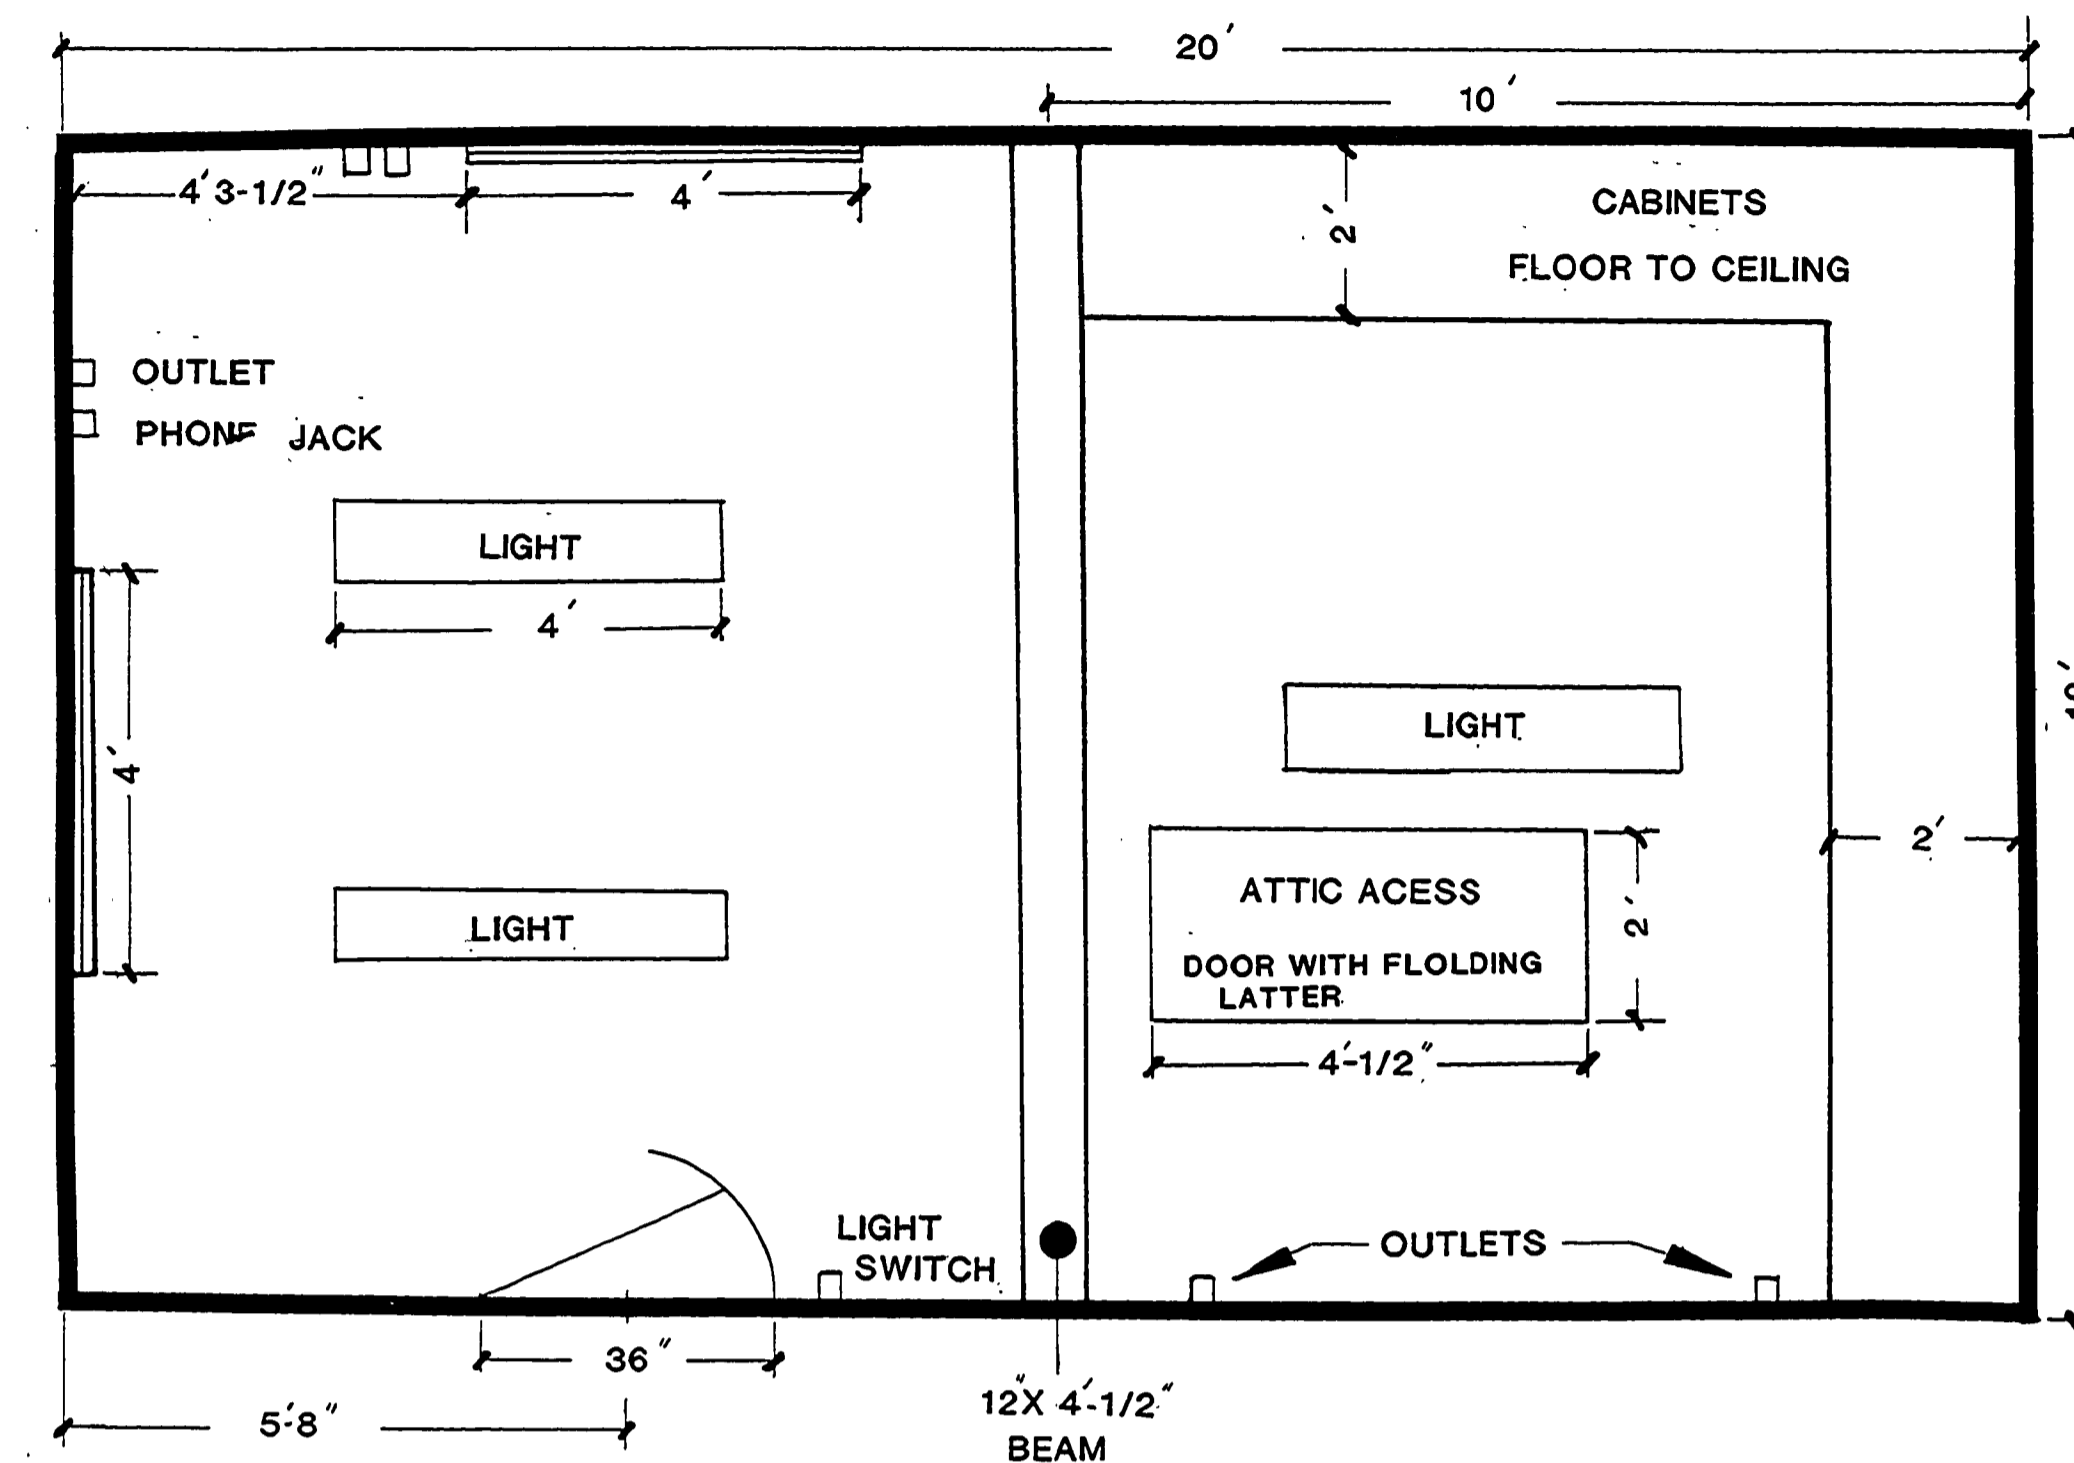 20'
10'
4' 3-1/2"
4'
2'
CABINETS
FLOOR TO CEILING
OUTLET
PHONE JACK
LIGHT
4'
4'
LIGHT
2'
LIGHT
ATTIC ACESS
DOOR WITH FLOLDING
LATTER
2'
4'-1/2"
LIGHT
SWITCH
OUTLETS
36"
5'-8"
12"X 4'-1/2"
BEAM